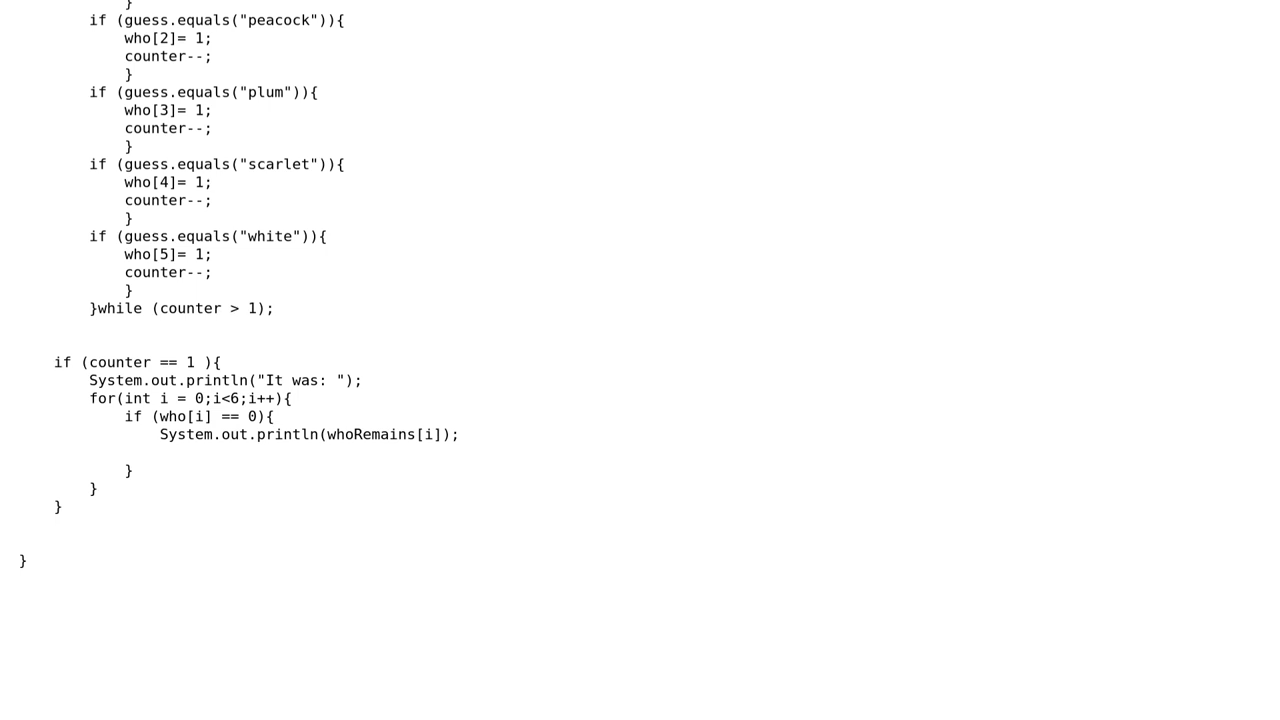 }
if (guess.equals("peacock")){
who[2]= 1;
counter--;
}
if (guess.equals("plum")){
who[3]= 1;
counter--;
}
if (guess.equals("scarlet")){
who[4]= 1;
counter--;
}
if (guess.equals("white")){
who[5]= 1;
counter--;
}
}while (counter > 1);
if (counter == 1 ){
System.out.println("It was: ");
for(int i = 0;i<6;i++){
if (who[i] == 0){
System.out.println(whoRemains[i]);
}
}
}
}